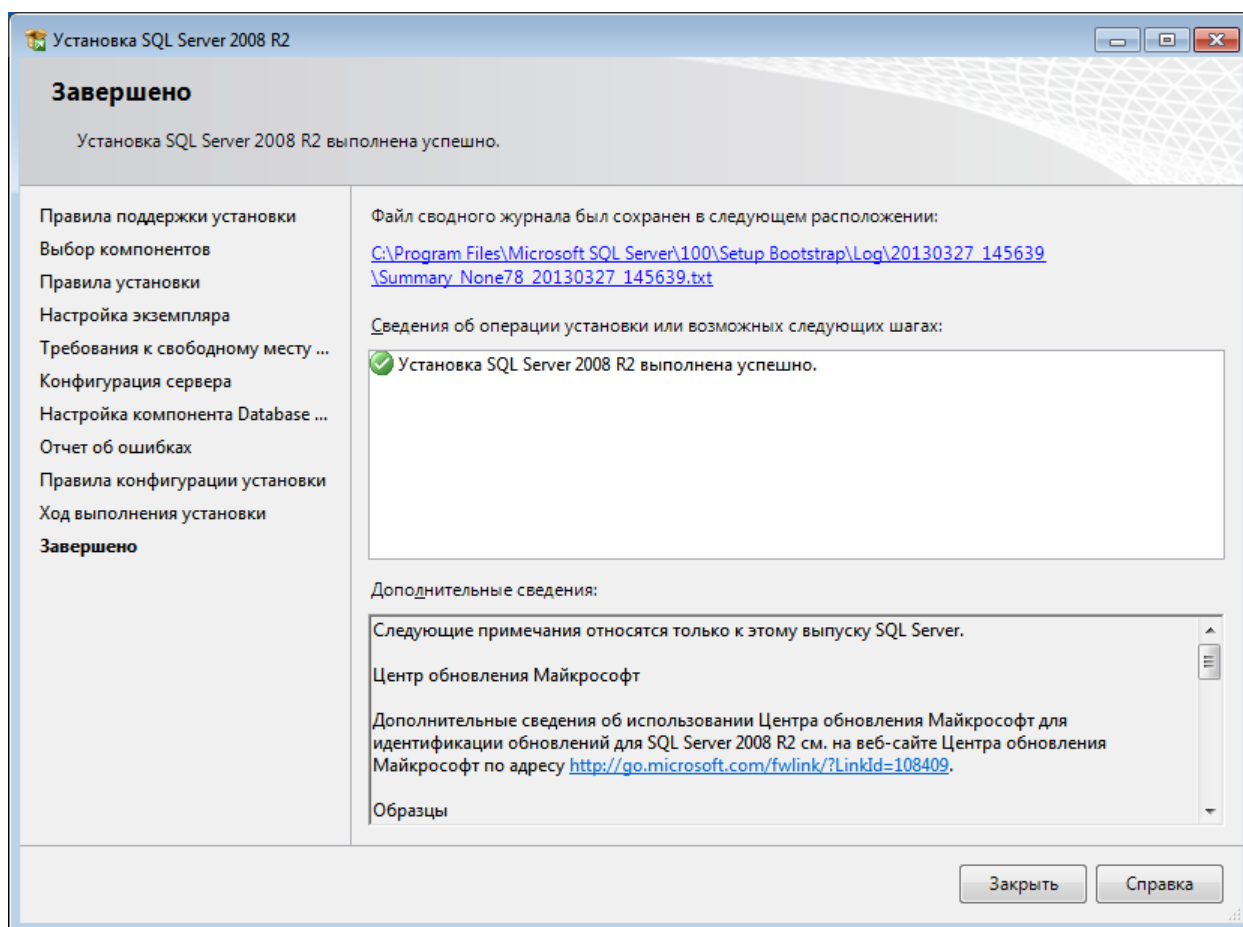 Установка SQL Server 2008 R2
Завершено
Установка SQL Server 2008 R2 выполнена успешно.
Правила поддержки установки
Выбор компонентов
Правила установки
Настройка экземпляра
Требования к свободному месту ...
Конфигурация сервера
Настройка компонента Database ...
Отчет об ошибках
Правила конфигурации установки
Ход выполнения установки
Завершено
Файл сводного журнала был сохранен в следующем расположении:
C:\Program Files\Microsoft SQL Server\100\Setup Bootstrap\Log\20130327_145639
\Summary_None78_20130327_145639.txt
Сведения об операции установки или возможных следующих шагах:
Установка SQL Server 2008 R2 выполнена успешно.
Дополнительные сведения:
Следующие примечания относятся только к этому выпуску SQL Server.
Центр обновления Майкрософт
Дополнительные сведения об использовании Центра обновления Майкрософт для
идентификации обновлений для SQL Server 2008 R2 см. на веб-сайте Центра обновления
Майкрософт по адресу http://go.microsoft.com/fwlink/?LinkId=108409.
Образцы
Закрыть
Справка